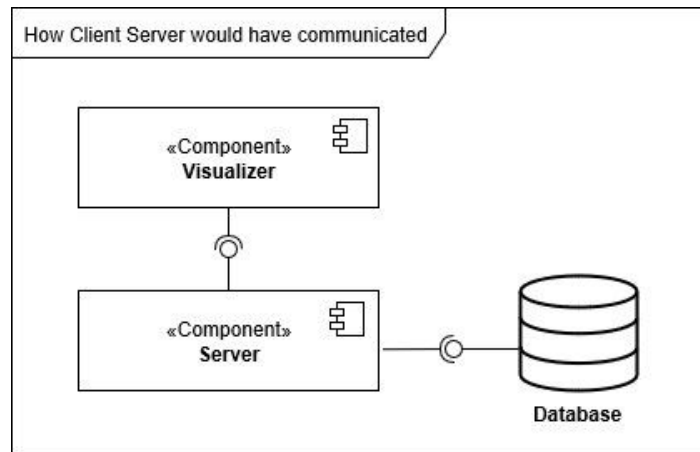 How Client Server would have communicated
«Component»
Visualizer
«Component»
Server
Database